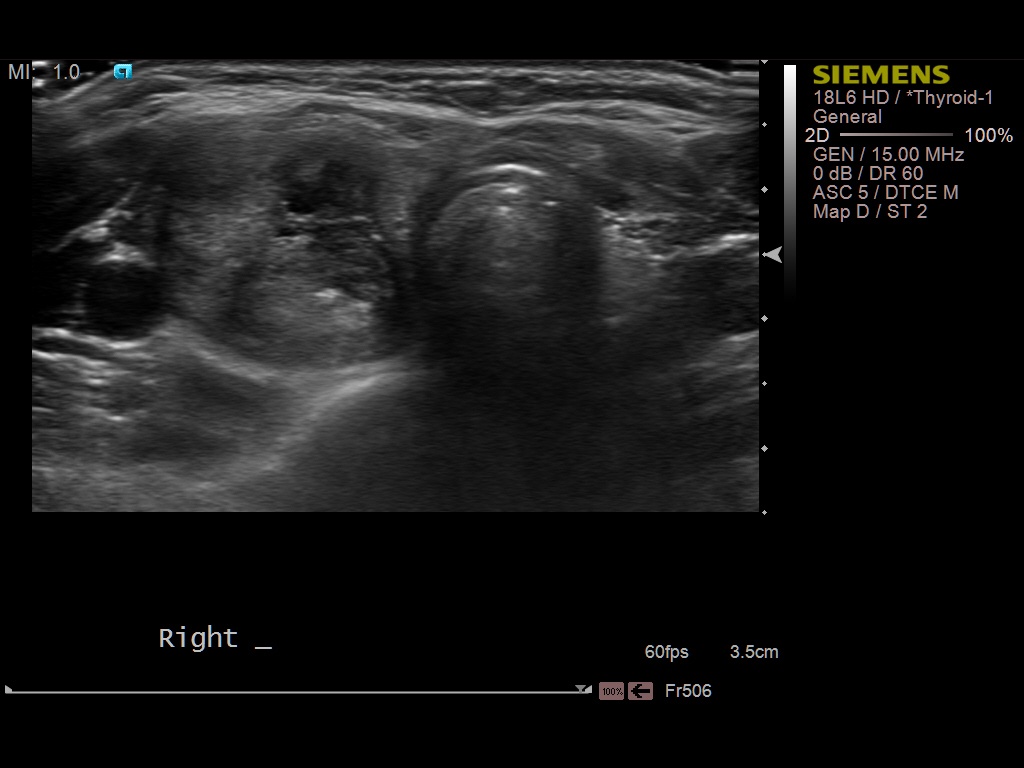 MI: 1.0
SIEMENS
18L6 HD / *Thyroid-1
General
2D 100%
GEN / 15.00 MHz
0 dB / DR 60
ASC 5 / DTCE M
Map D / ST 2
Right _
60fps 3.5cm
100% Fr506